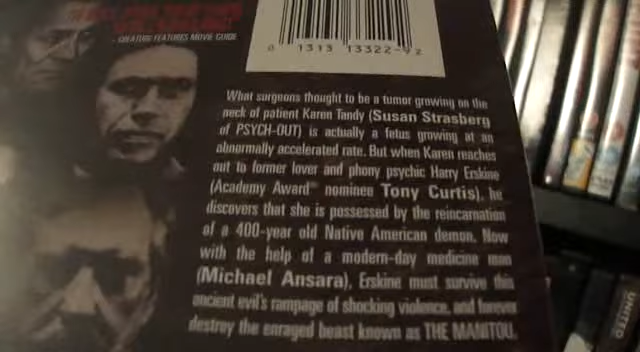 - CREATURE FEATURES MOVIE GUIDE
0 1313 13322-9 2
What surgeons thought to be a tumor growing on the
neck of patient Karen Tandy (Susan Strasberg
of PSYCH-OUT) is actually a fetus growing at an
abnormally accelerated rate. But when Karen reaches
out to former lover and phony psychic Harry Erskine
(Academy Award nominee Tony Curtis), he
discovers that she is possessed by the reincarnation
of a 400-year old Native American demon. Now
with the help of a modern-day medicine man
(Michael Ansara), Erskine must survive this
ancient evil's rampage of shocking violence, and forever
destroy the enraged beast known as THE MANITOU.